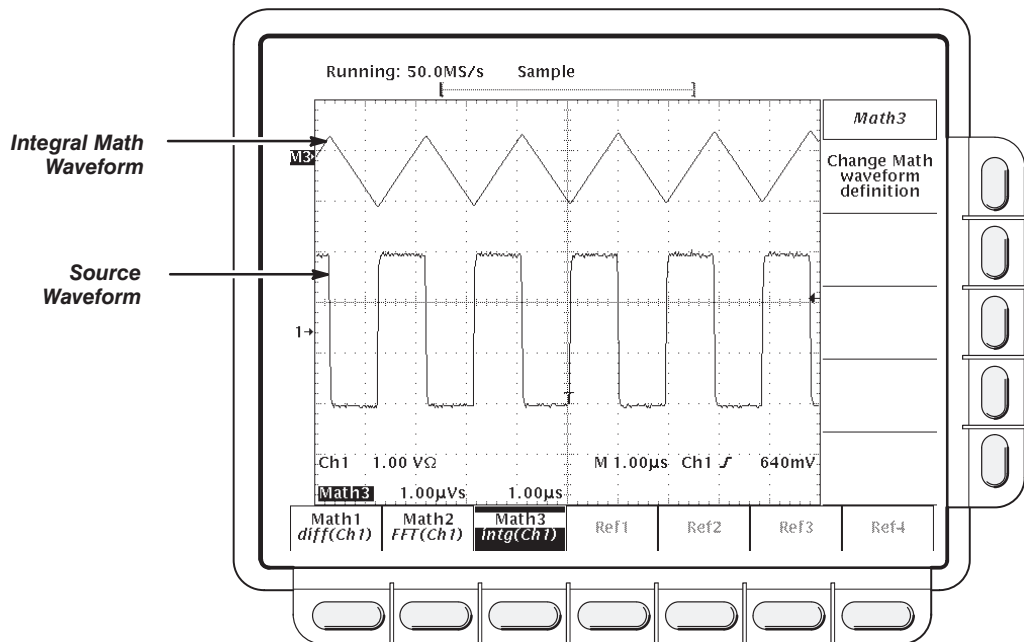 Running: 50.0MS/s Sample
Integral Math
Waveform
M3
Math3
Change Math
waveform
definition
Source
Waveform
1→
T
Ch1 1.00 VΩ M 1.00µs Ch1 640mV
Math3 1.00µVs 1.00µs
Math1 Math2 Math3 Ref1 Ref2 Ref3 Ref4
diff(Ch1) FFT(Ch1) intg(Ch1)